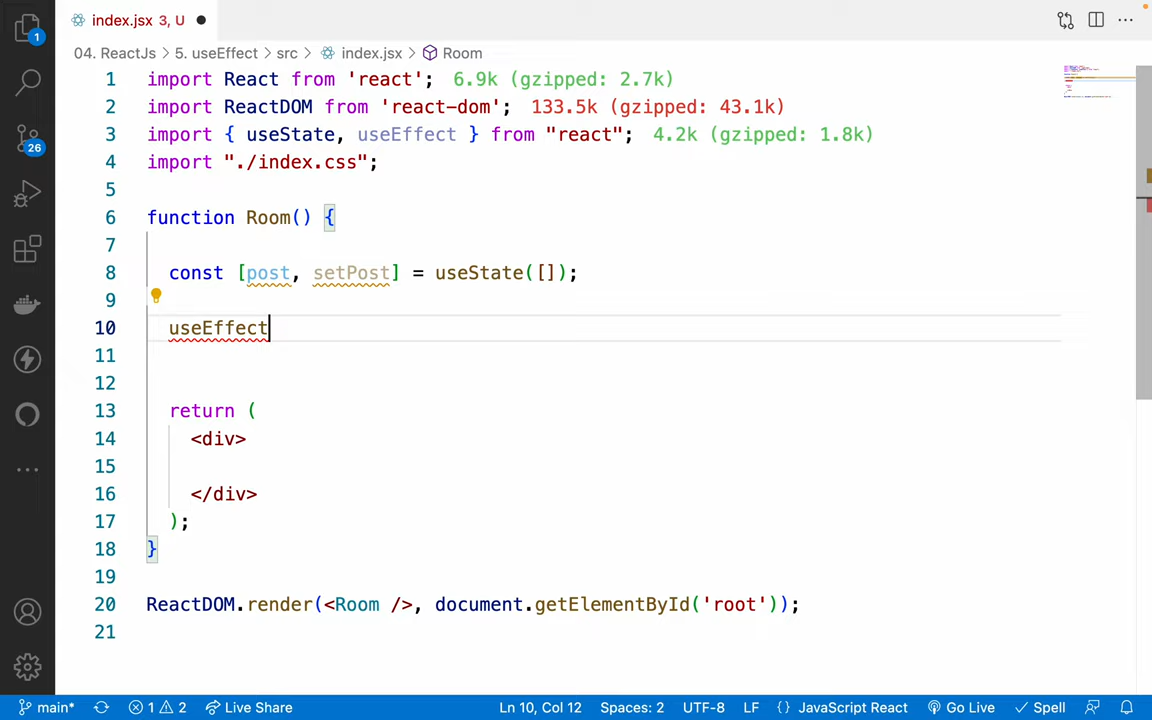 index.jsx 3, U
04. ReactJs > 5. useEffect > src > index.jsx > Room
1 import React from 'react'; 6.9k (gzipped: 2.7k)
2 import ReactDOM from 'react-dom'; 133.5k (gzipped: 43.1k)
3 import { useState, useEffect } from "react"; 4.2k (gzipped: 1.8k)
4 import "./index.css";
5
6 function Room() {
7
8 const [post, setPost] = useState([]);
9
10 useEffect
11
12
13 return (
14 <div>
15
16 </div>
17 );
18 }
19
20 ReactDOM.render(<Room />, document.getElementById('root'));
21
1
26
main* 1 2 Live Share Ln 10, Col 12 Spaces: 2 UTF-8 LF {} JavaScript React Go Live Spell